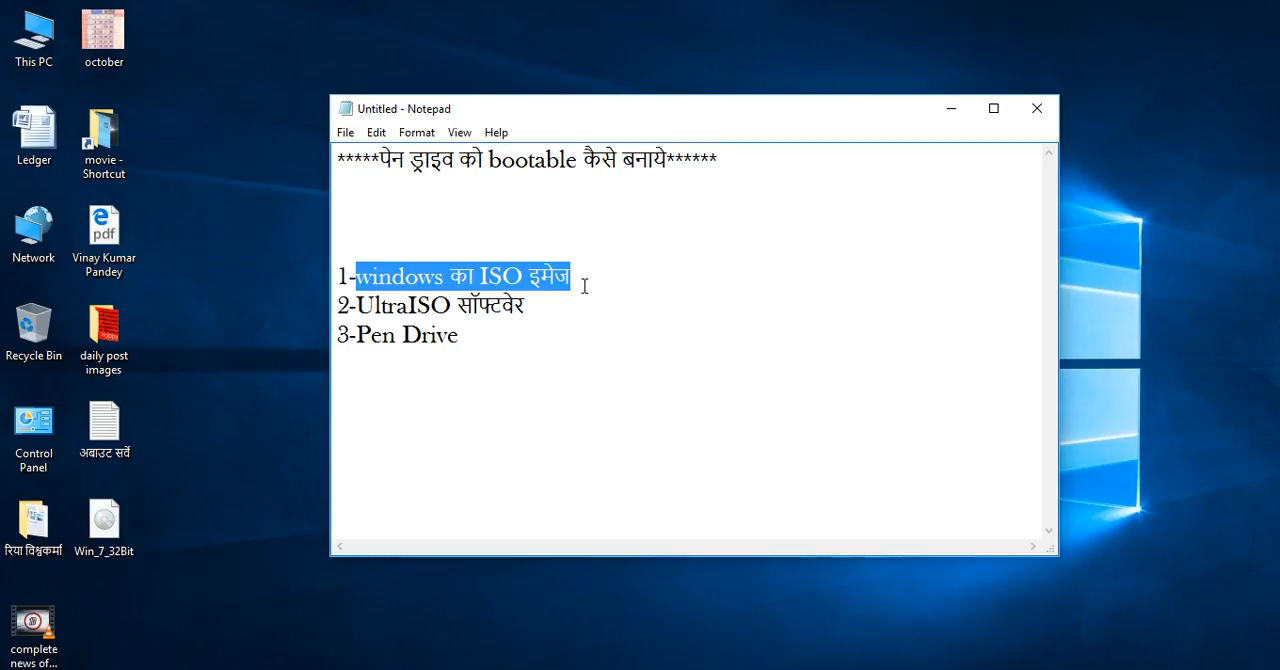 This PC
october
Ledger
movie -
Shortcut
Network
pdf
Vinay Kumar
Pandey
Recycle Bin
daily post
images
Control
Panel
अबाउट सर्वे
रिया विश्वकर्मा
Win_7_32Bit
complete
news of...
Untitled - Notepad
File Edit Format View Help
*****पेन ड्राइव को bootable कैसे बनाये******
1-windows का ISO इमेज
2-UltraISO सॉफ्टवेर
3-Pen Drive